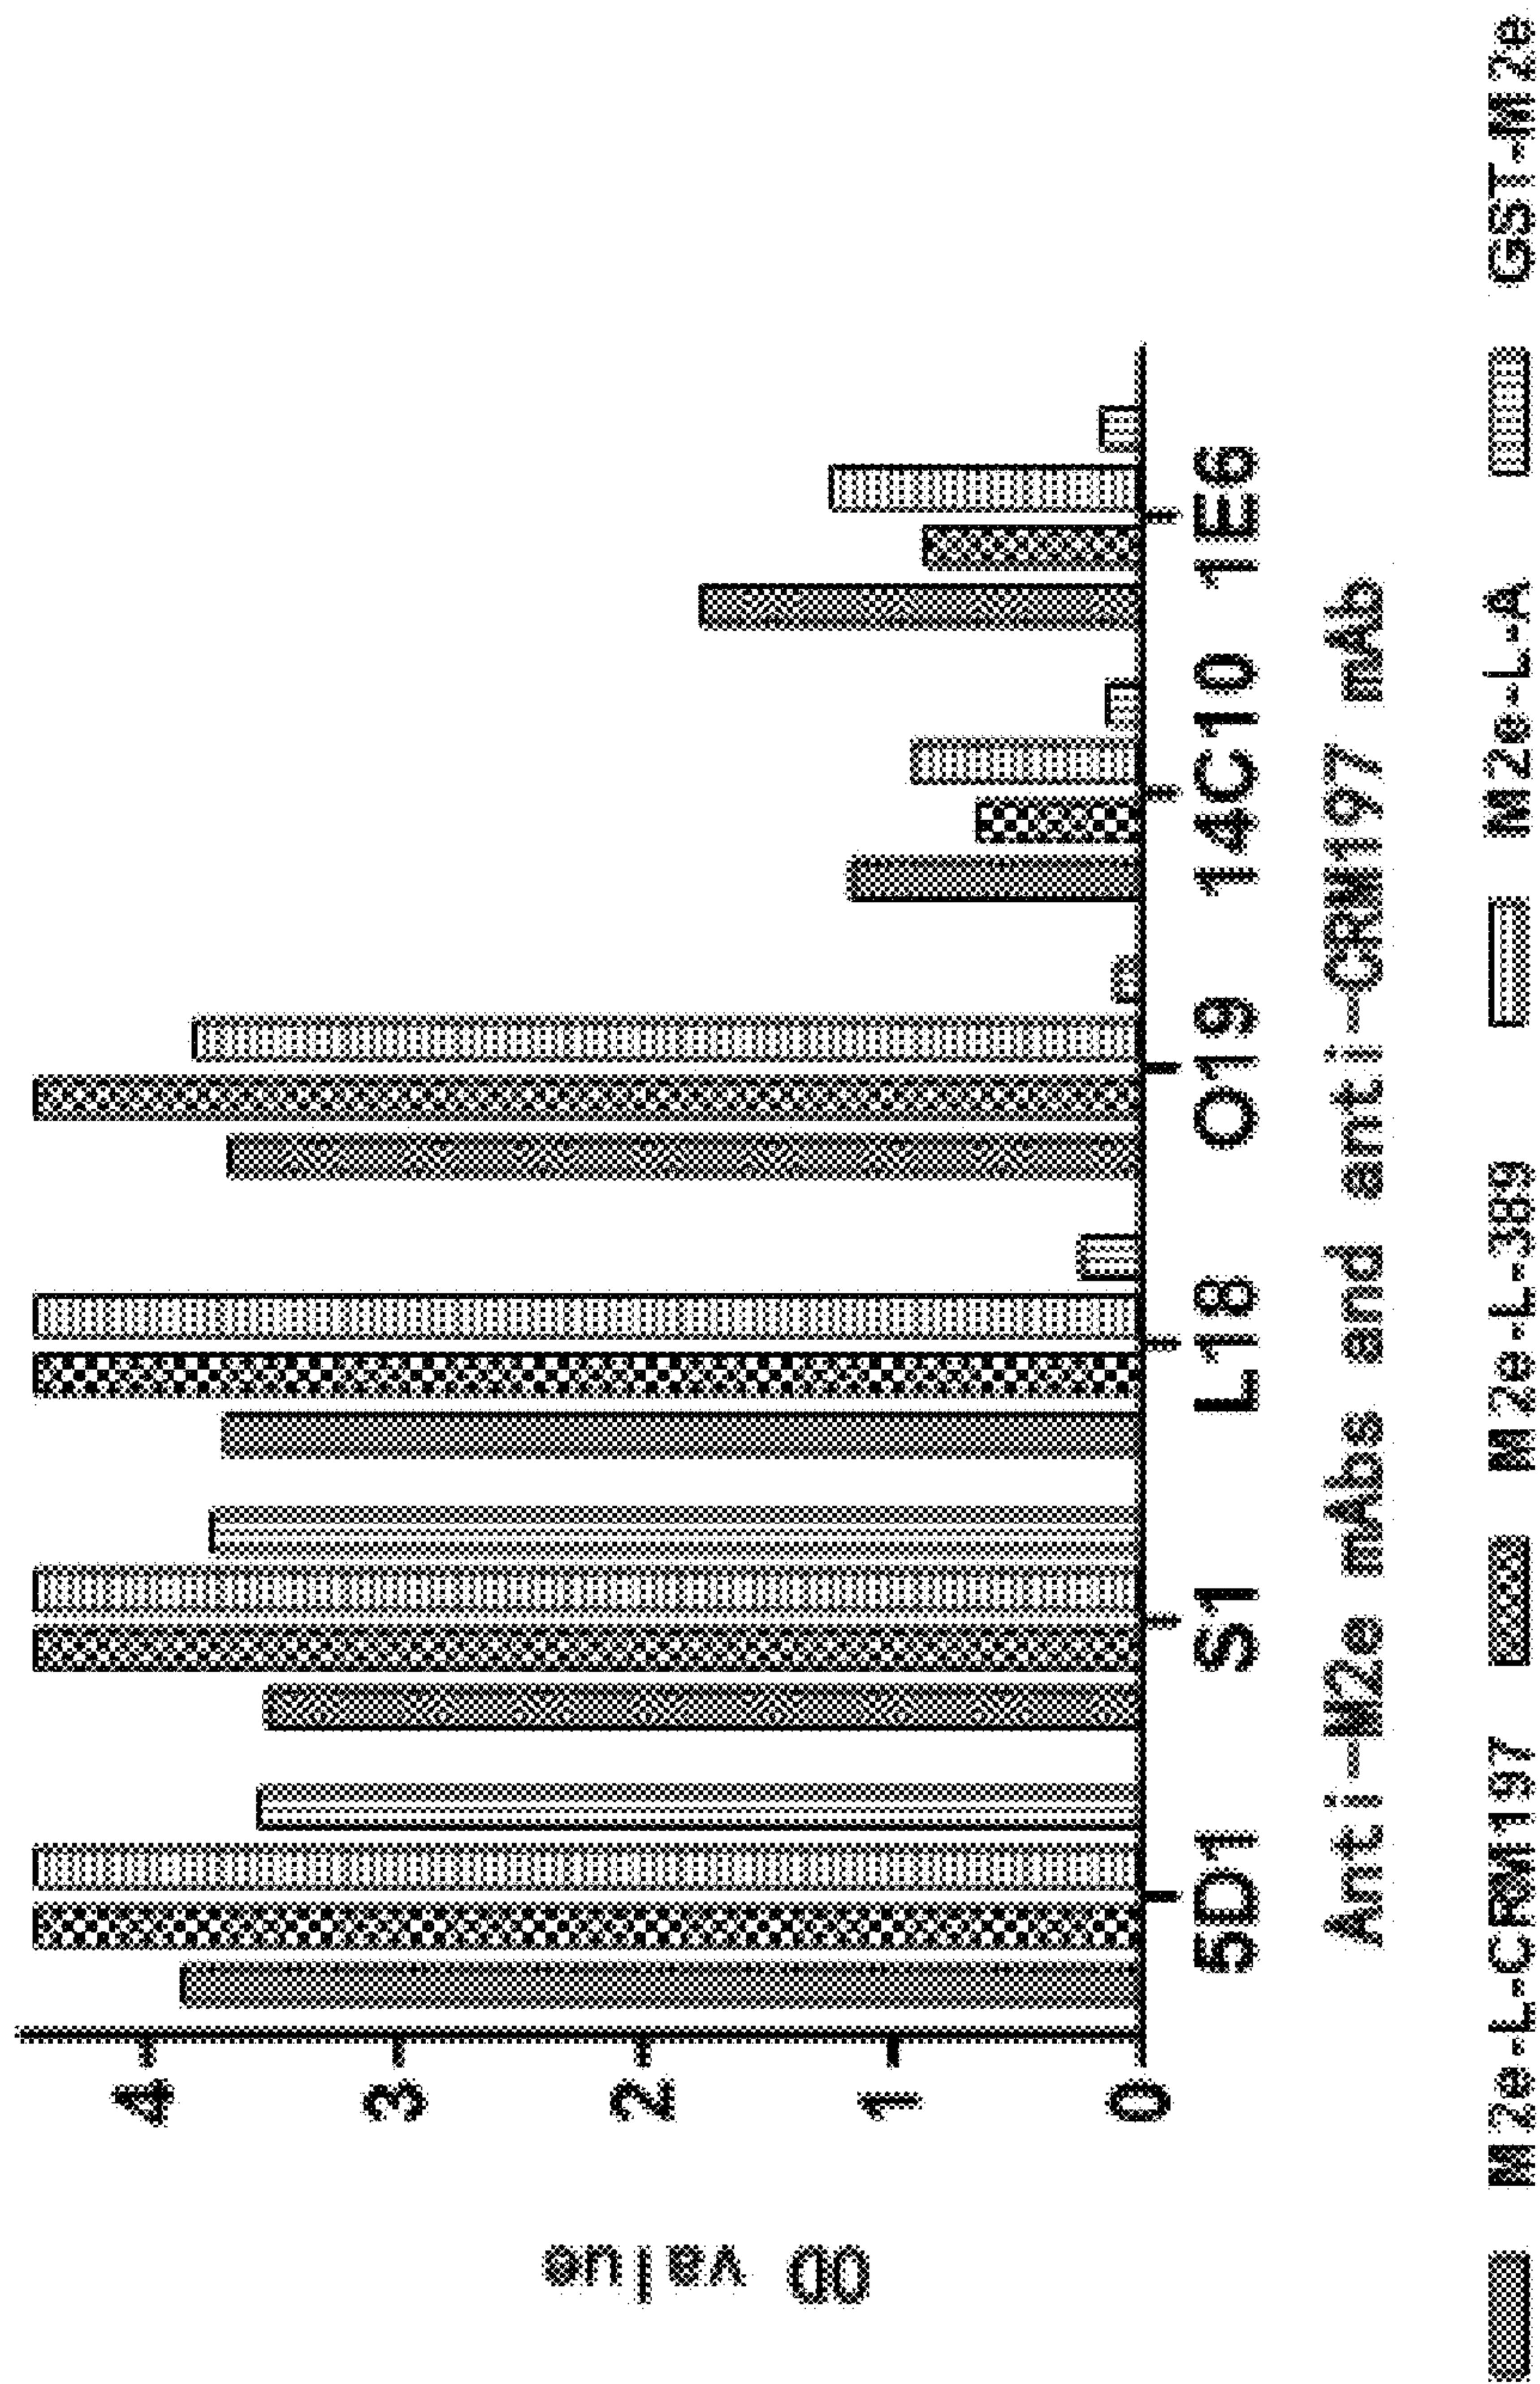 OD value
4
3
2
1
0
5D1 S1 L18 O19 14C10 1E6
Anti-M2e mAbs and anti-CRM197 mAb
M2e-L-CRM197 M2e-L-389 M2e-L-A GST-M2e